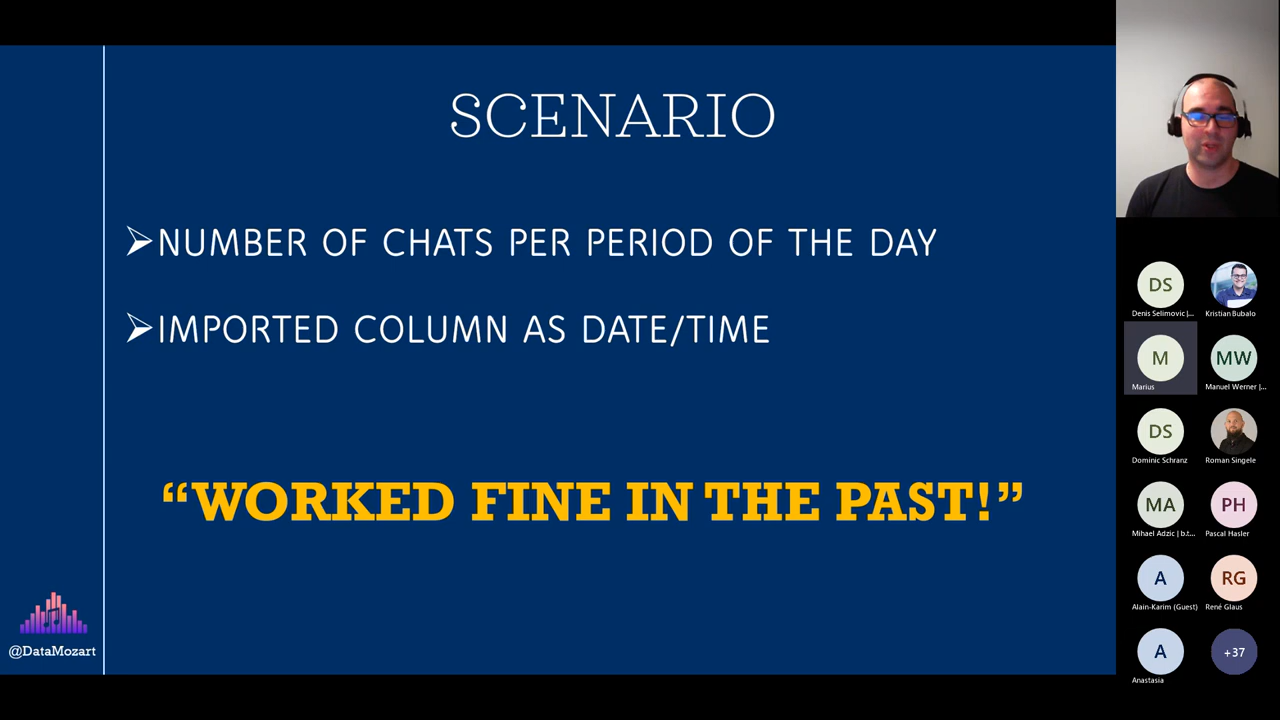 SCENARIO
➢NUMBER OF CHATS PER PERIOD OF THE DAY
➢IMPORTED COLUMN AS DATE/TIME
“WORKED FINE IN THE PAST!”
@DataMozart
DS
Denis Selimovic |...
Kristian Bubalo
M
Marius
MW
Manuel Werner |...
DS
Dominic Schranz
Roman Singele
MA
Mihael Adzic | b.t...
PH
Pascal Hasler
A
Alain-Karim (Guest)
RG
René Glaus
A
Anastasia
+37